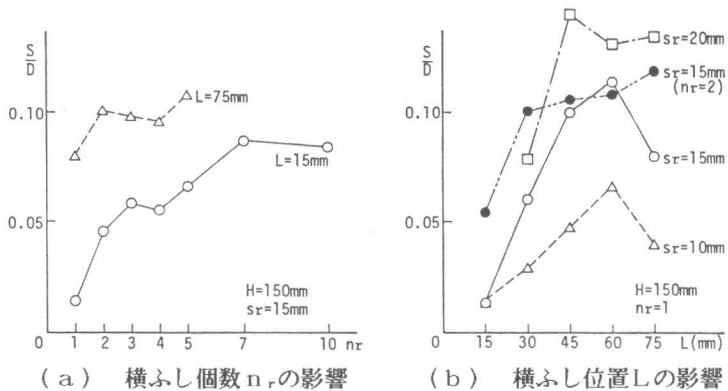 S/D
0.10
0.05
0
L=75mm
L=15mm
H=150mm
sr=15mm
1 2 3 4 5 7 10 nr
(a) 横ふし個数nrの影響
S/D
0.10
0.05
0
sr=20mm
sr=15mm
(nr=2)
sr=15mm
sr=10mm
H=150mm
nr=1
15 30 45 60 75 L(mm)
(b) 横ふし位置Lの影響